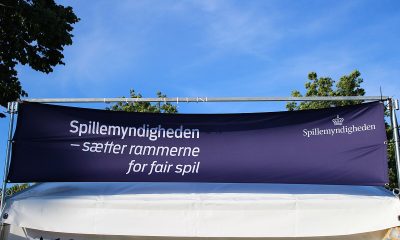 Spillemyndigheden
– sætter rammerne
for fair spil
Spillemyndigheden